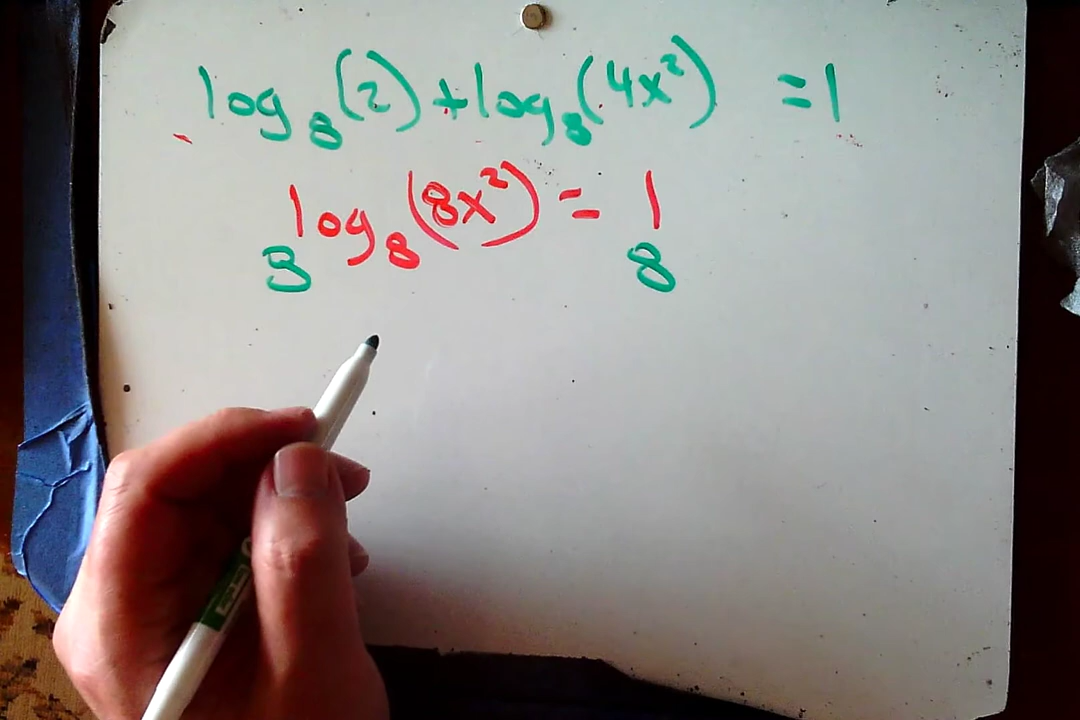 log₈(2) + log₈(4x²) = 1
8^log₈(8x²) = 8^1